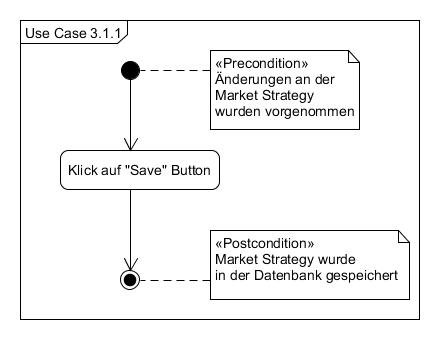 Use Case 3.1.1
«Precondition»
Änderungen an der
Market Strategy
wurden vorgenommen
Klick auf "Save" Button
«Postcondition»
Market Strategy wurde
in der Datenbank gespeichert